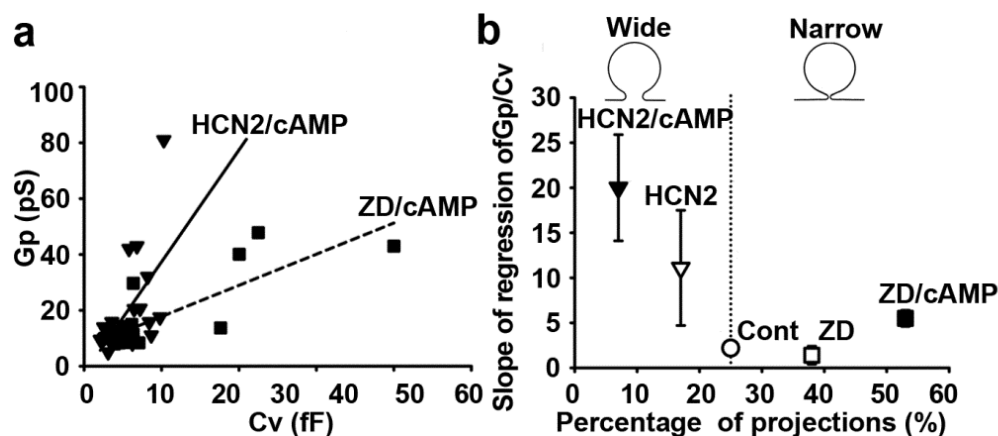 a
100
80
60
40
20
0
Gp (pS)
HCN2/cAMP
ZD/cAMP
0 10 20 30 40 50 60
Cv (fF)
b
Wide Narrow
30
25
20
15
10
5
0
Slope of regression ofGp/Cv
HCN2/cAMP
HCN2
Cont ZD
ZD/cAMP
0 10 20 30 40 50 60
Percentage of projections (%)